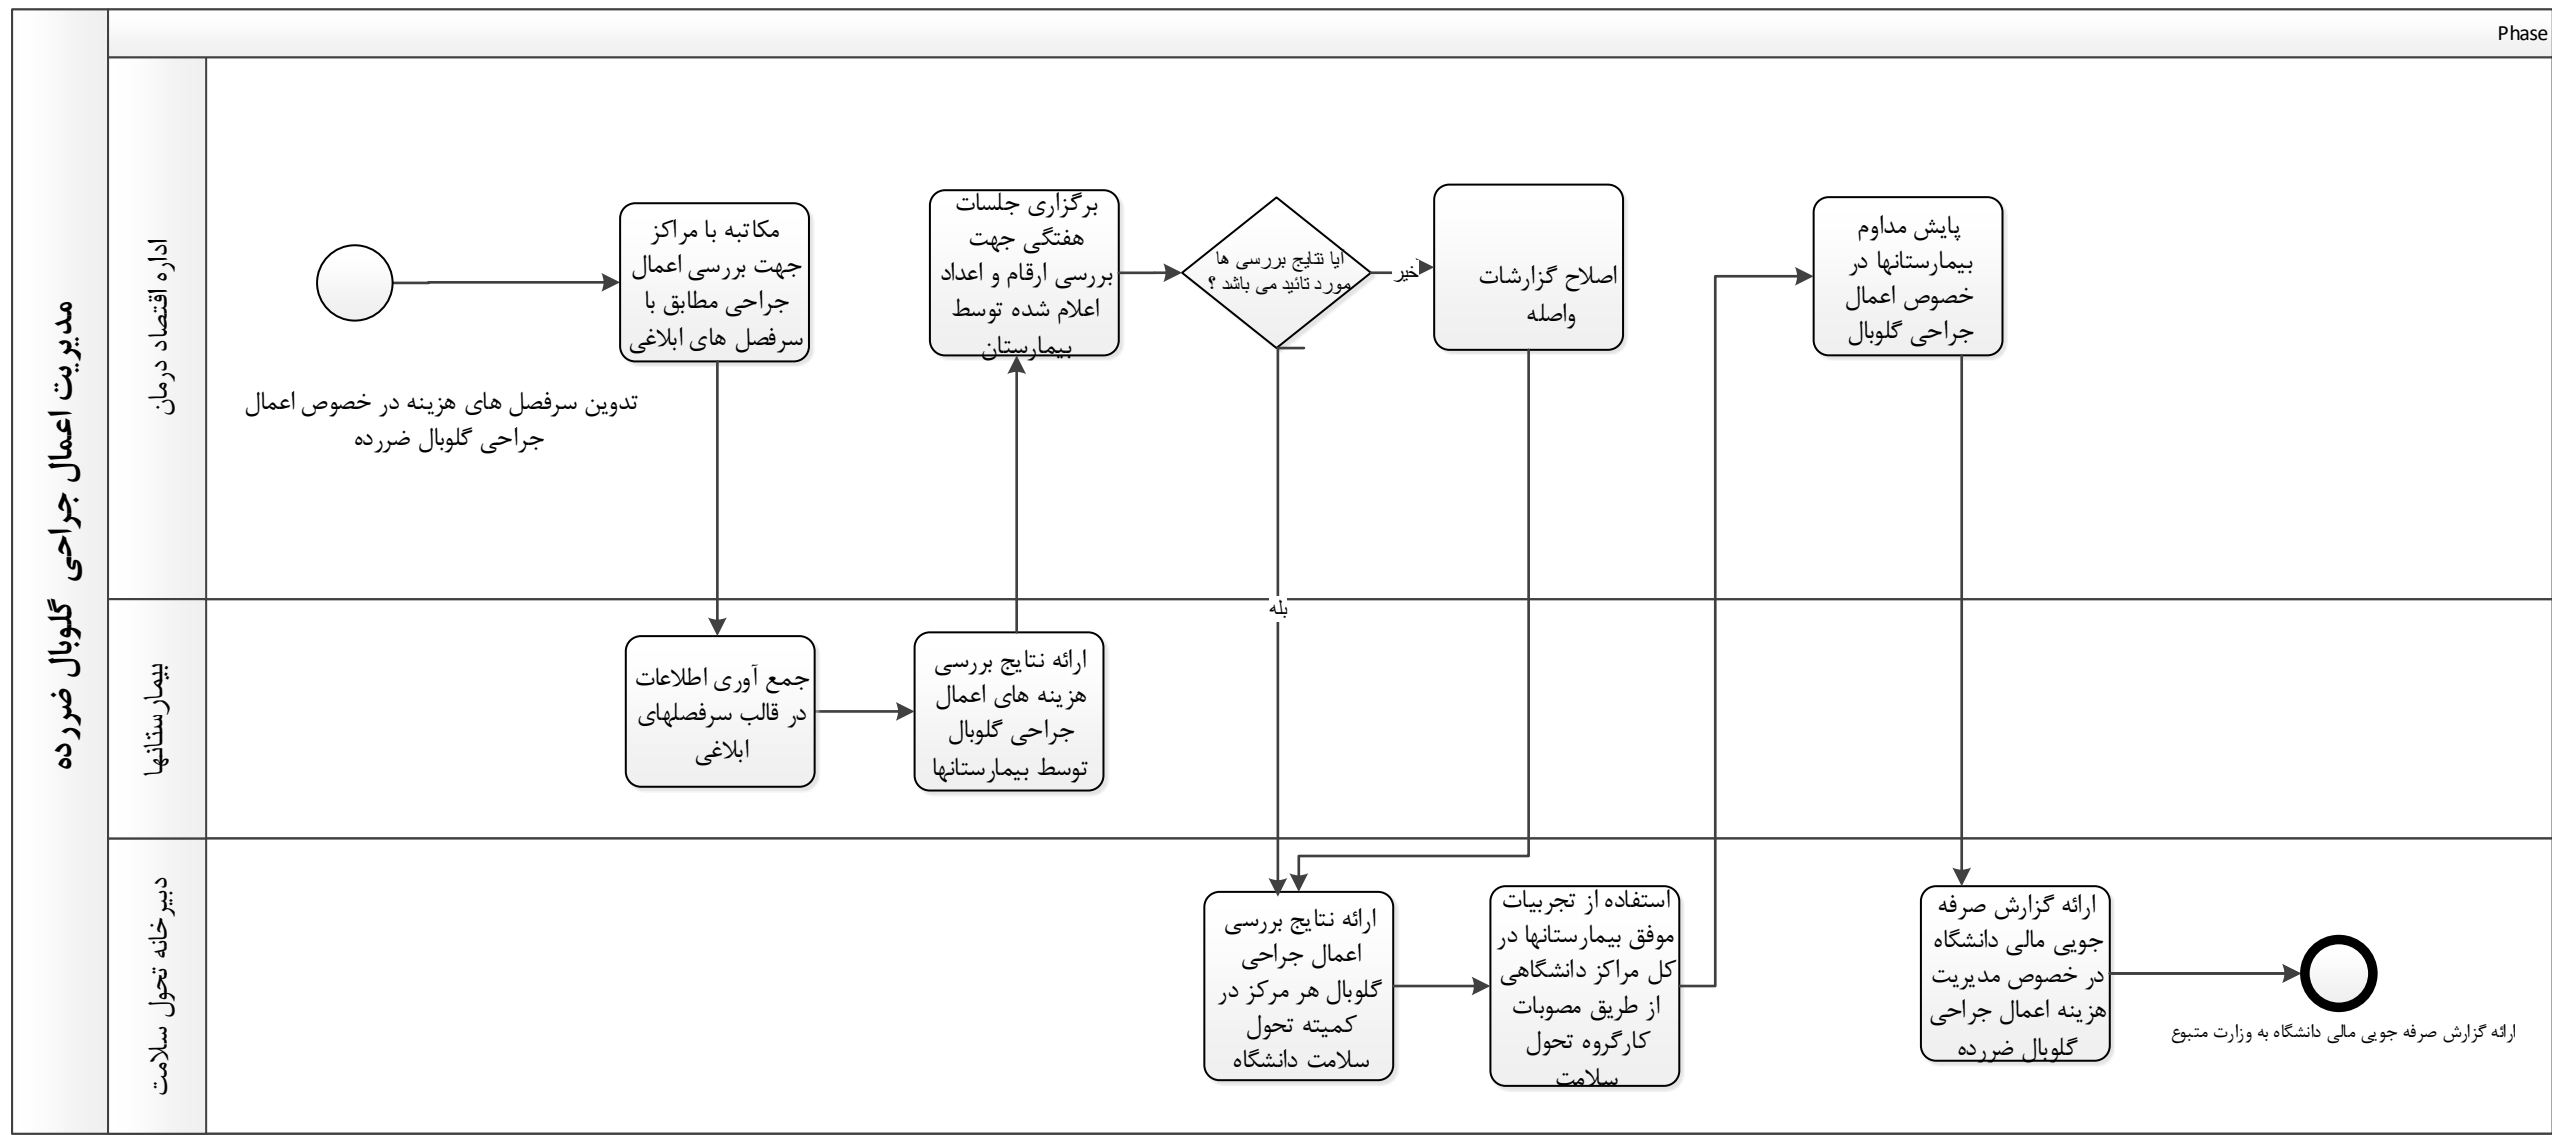 Phase
مدیریت اعمال جراحی گلوبال ضررده
اداره اقتصاد درمان
تدوین سرفصل های هزینه در خصوص اعمال
جراحی گلوبال ضررده
مکاتبه با مراکز
جهت بررسی اعمال
جراحی مطابق با
سرفصل های ابلاغی
برگزاری جلسات
هفتگی جهت
بررسی ارقام و اعداد
اعلام شده توسط
بیمارستان
ایا نتایج بررسی ها
مورد تائید می باشد ؟
خیر
اصلاح گزارشات
واصله
پایش مداوم
بیمارستانها در
خصوص اعمال
جراحی گلوبال
بله
بیمارستانها
جمع آوری اطلاعات
در قالب سرفصلهای
ابلاغی
ارائه نتایج بررسی
هزینه های اعمال
جراحی گلوبال
توسط بیمارستانها
دبیرخانه تحول سلامت
ارائه نتایج بررسی
اعمال جراحی
گلوبال هر مرکز در
کمیته تحول
سلامت دانشگاه
استفاده از تجربیات
موفق بیمارستانها در
کل مراکز دانشگاهی
از طریق مصوبات
کارگروه تحول
سلامت
ارائه گزارش صرفه
جویی مالی دانشگاه
در خصوص مدیریت
هزینه اعمال جراحی
گلوبال ضررده
ارائه گزارش صرفه جویی مالی دانشگاه به وزارت متبوع